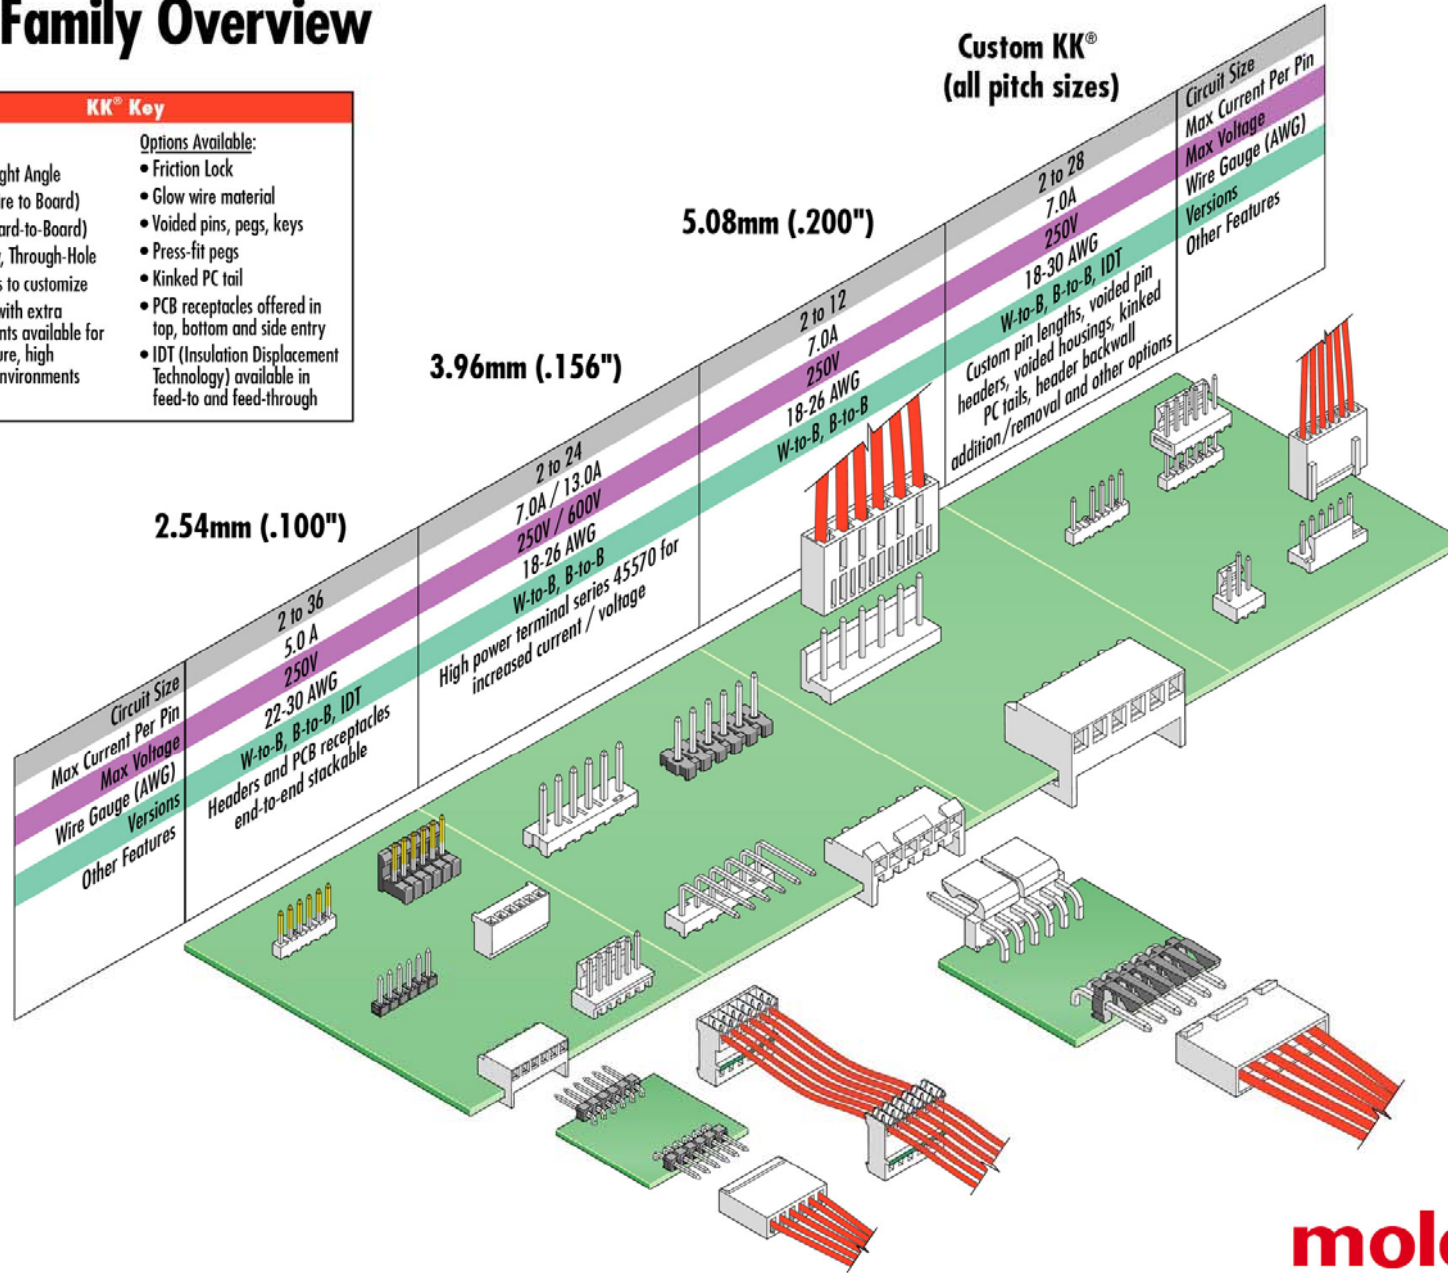 Family Overview
KK® Key
ght Angle
re to Board)
ard-to-Board)
, Through-Hole
s to customize
with extra
nts available for
ure, high
nvironments
Options Available:
• Friction Lock
• Glow wire material
• Voided pins, pegs, keys
• Press-fit pegs
• Kinked PC tail
• PCB receptacles offered in
top, bottom and side entry
• IDT (Insulation Displacement
Technology) available in
feed-to and feed-through
Circuit Size
Max Current Per Pin
Max Voltage
Wire Gauge (AWG)
Versions
Other Features
2.54mm (.100")
2 to 36
5.0 A
250V
22-30 AWG
W-to-B, B-to-B, IDT
Headers and PCB receptacles
end-to-end stackable
3.96mm (.156")
2 to 24
7.0A / 13.0A
250V / 600V
18-26 AWG
W-to-B, B-to-B
High power terminal series 45570 for
increased current / voltage
5.08mm (.200")
2 to 12
7.0A
250V
18-26 AWG
W-to-B, B-to-B
Custom KK®
(all pitch sizes)
2 to 28
7.0A
250V
18-30 AWG
W-to-B, B-to-B, IDT
Custom pin lengths, voided pin
headers, voided housings, kinked
PC tails, header backwall
addition/removal and other options
Circuit Size
Max Current Per Pin
Max Voltage
Wire Gauge (AWG)
Versions
Other Features
mole